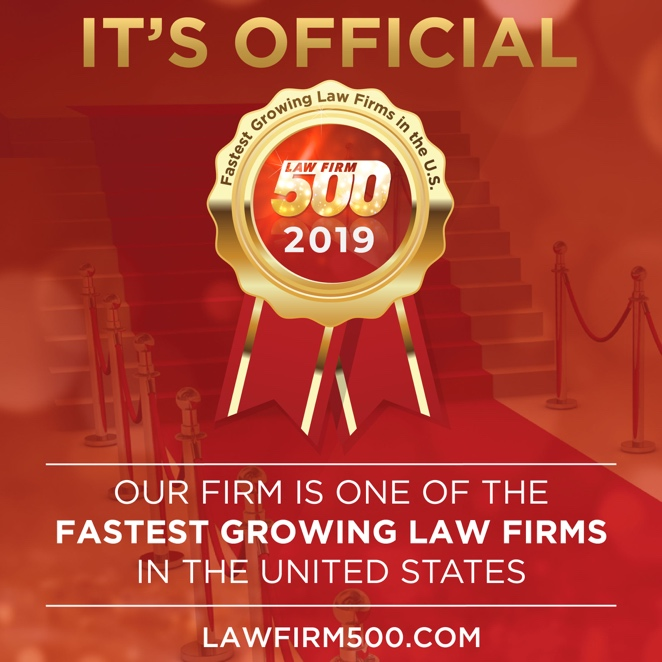 IT'S OFFICIAL
Fastest Growing Law Firms in the U.S.
LAW FIRM
500
2019
OUR FIRM IS ONE OF THE
FASTEST GROWING LAW FIRMS
IN THE UNITED STATES
LAWFIRM500.COM